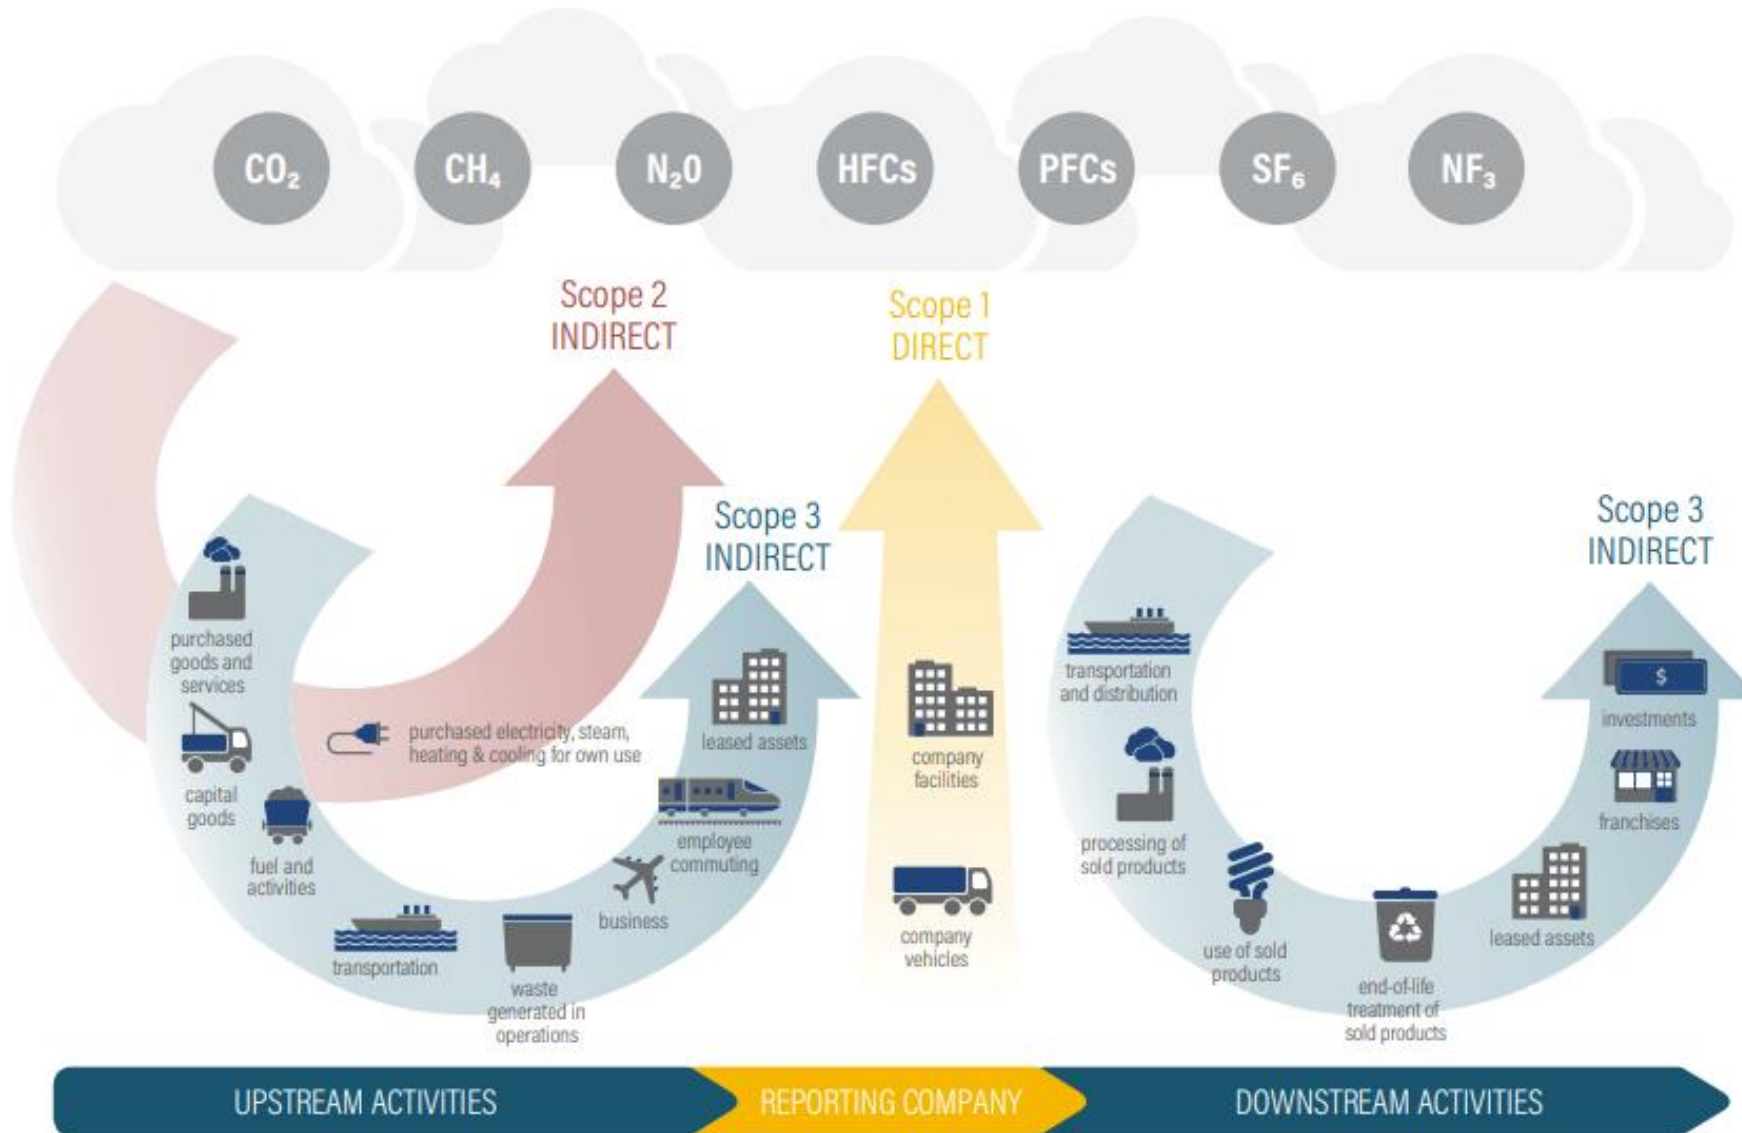 CO₂
CH₄
N₂O
HFCs
PFCs
SF₆
NF₃
Scope 2
INDIRECT
Scope 1
DIRECT
Scope 3
INDIRECT
Scope 3
INDIRECT
purchased
goods and
services
capital
goods
fuel and
activities
transportation
waste
generated in
operations
business
employee
commuting
leased assets
purchased electricity, steam,
heating & cooling for own use
company
facilities
company
vehicles
transportation
and distribution
processing of
sold products
use of sold
products
end-of-life
treatment of
sold products
leased assets
franchises
$
investments
UPSTREAM ACTIVITIES
REPORTING COMPANY
DOWNSTREAM ACTIVITIES